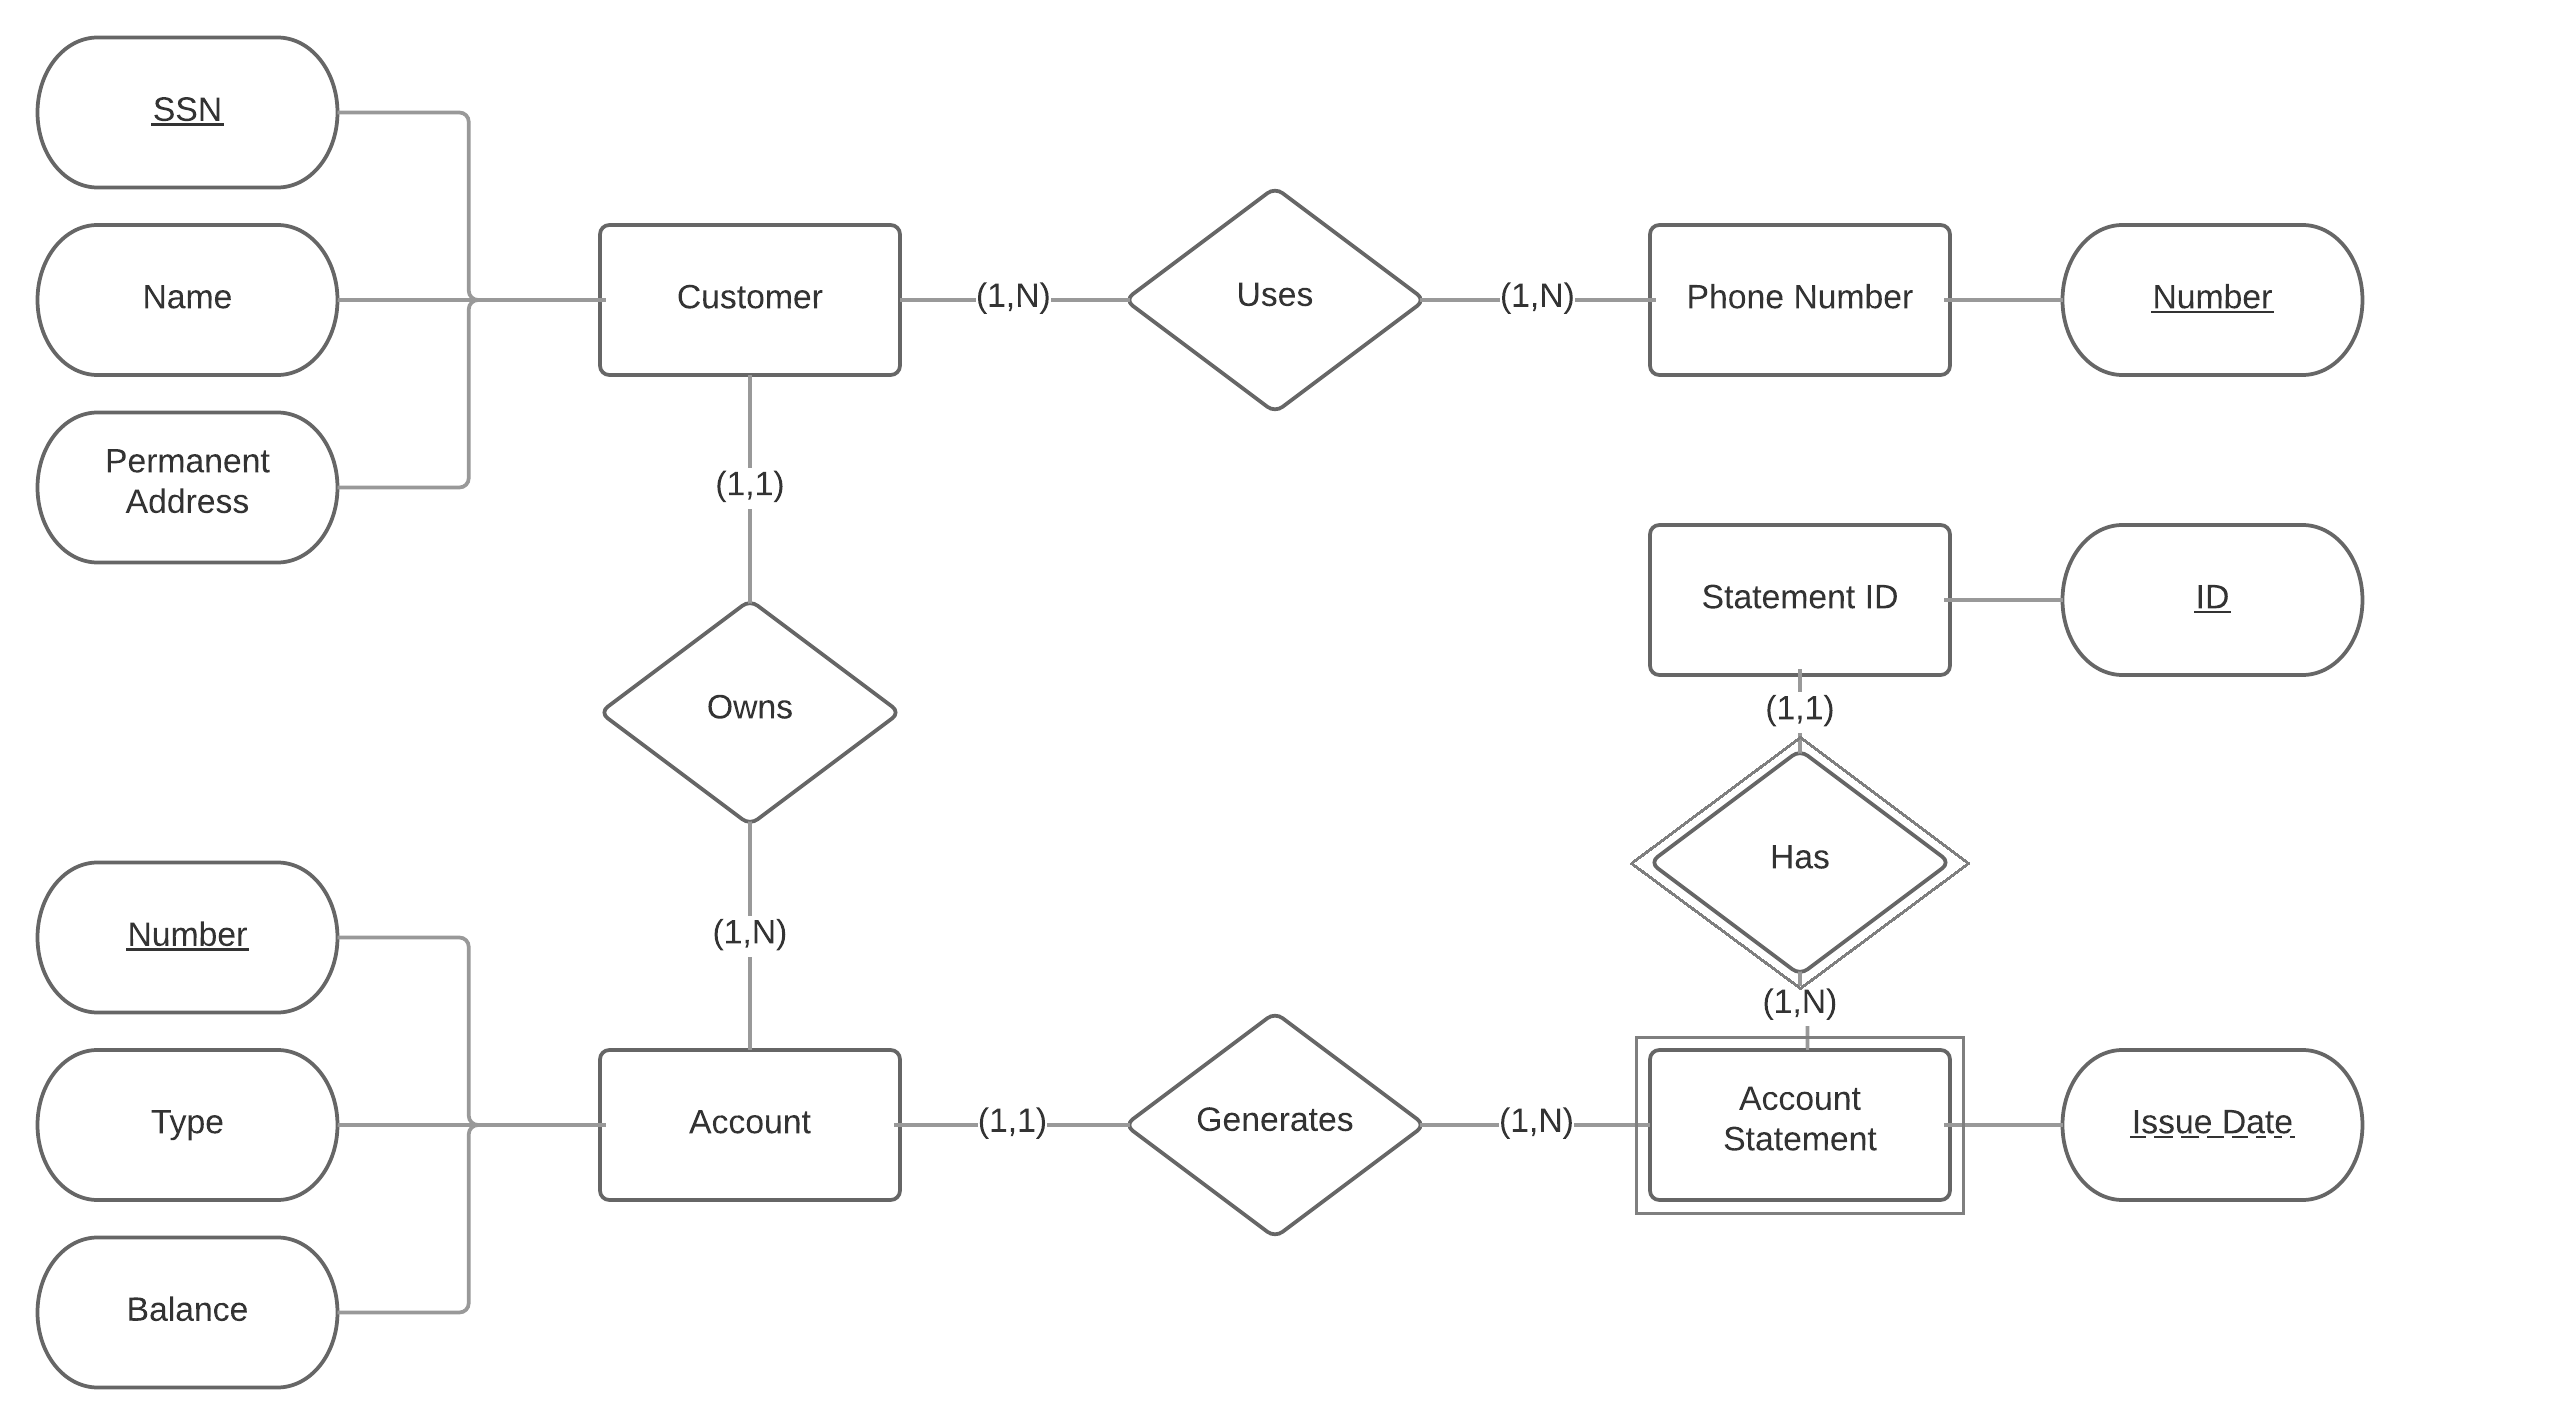 SSN
Name
Permanent
Address
Customer
(1,N)
Uses
(1,N)
Phone Number
Number
(1,1)
Owns
(1,N)
Statement ID
ID
(1,1)
Has
(1,N)
Number
Type
Balance
Account
(1,1)
Generates
(1,N)
Account
Statement
Issue Date